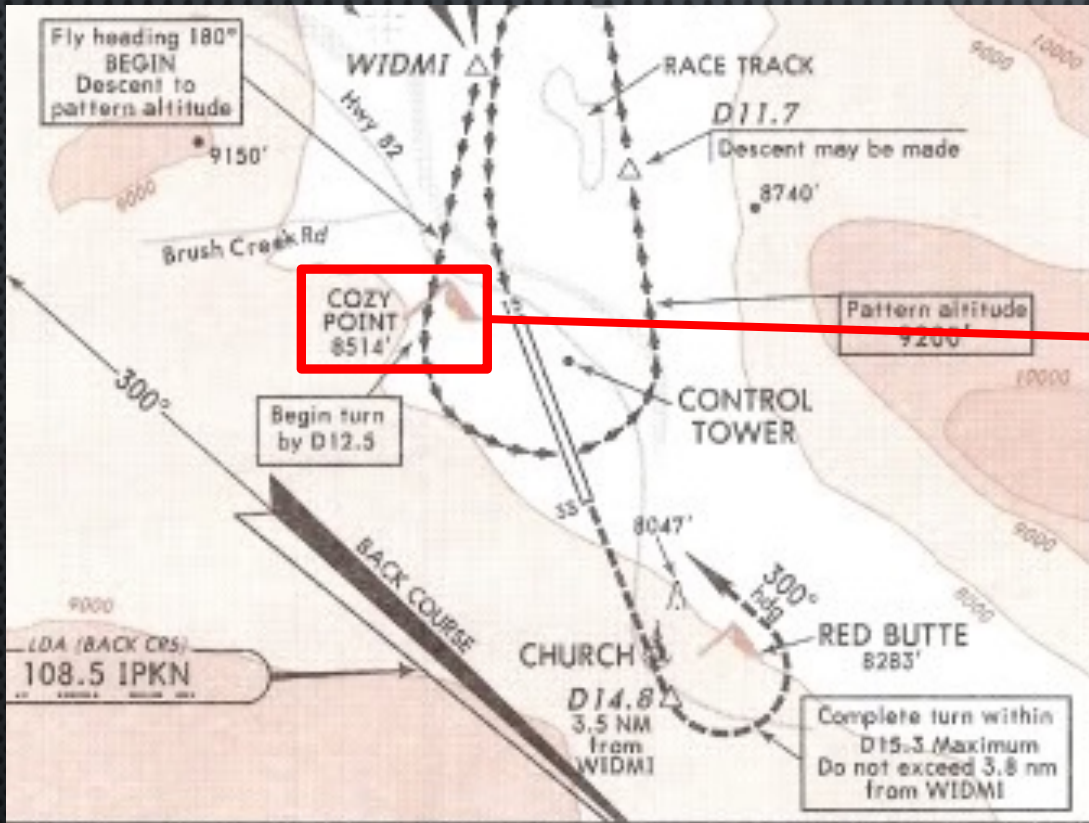 Fly heading 180°
BEGIN
Descent to
pattern altitude
WIDMI
RACE TRACK
9000
10000
Hwy 82
D11.7
Descent may be made
9150'
9000
8740'
Brush Creek Rd
COZY
POINT
8514'
Pattern altitude
9200'
300°
10000
Begin turn
by D12.5
CONTROL
TOWER
33
8047'
9000
BACK COURSE
300°
hdg
8000
9000
LDA (BACK CRS)
108.5 IPKN
CHURCH
RED BUTTE
8283'
D14.8
3.5 NM
from
WIDMI
Complete turn within
D15.3 Maximum
Do not exceed 3.8 nm
from WIDMI